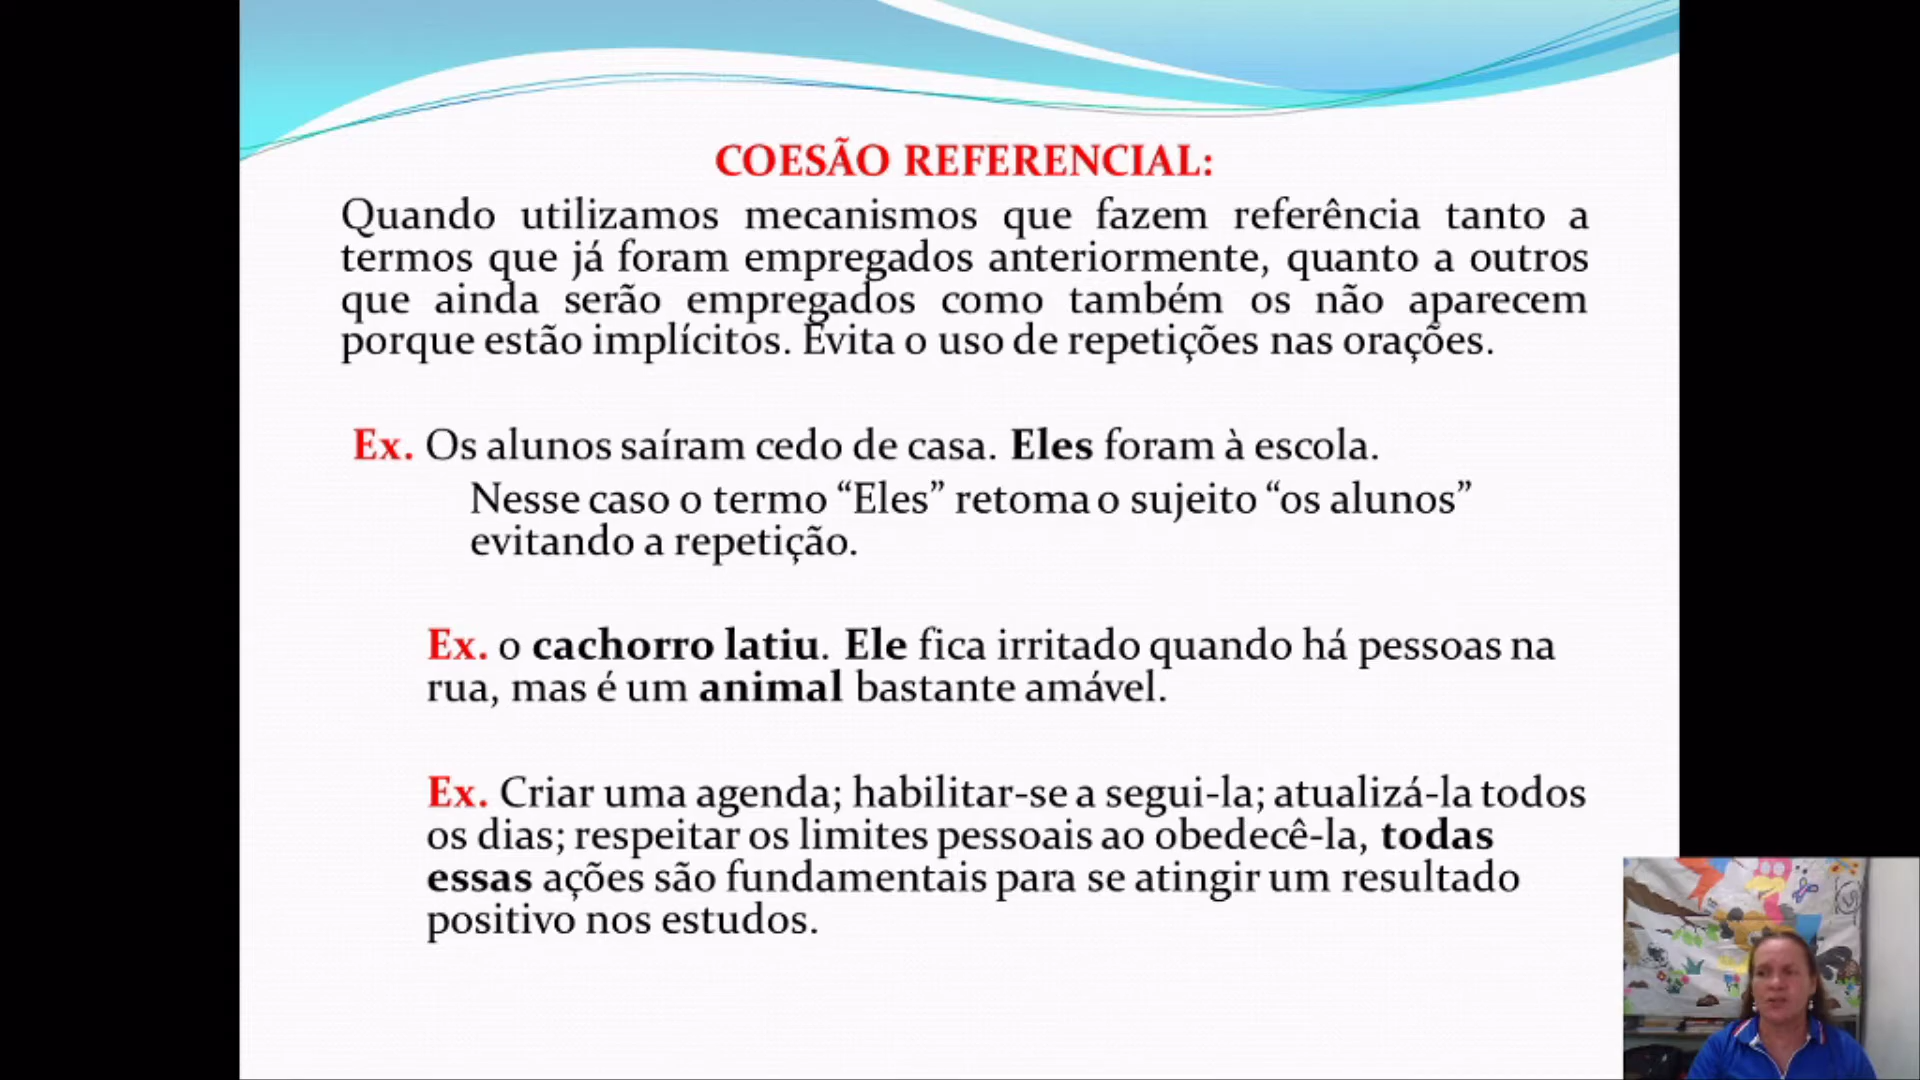 COESÃO REFERENCIAL:
Quando utilizamos mecanismos que fazem referência tanto a
termos que já foram empregados anteriormente, quanto a outros
que ainda serão empregados como também os não aparecem
porque estão implícitos. Evita o uso de repetições nas orações.
Ex. Os alunos saíram cedo de casa. Eles foram à escola.
Nesse caso o termo “Eles” retoma o sujeito “os alunos”
evitando a repetição.
Ex. o cachorro latiu. Ele fica irritado quando há pessoas na
rua, mas é um animal bastante amável.
Ex. Criar uma agenda; habilitar-se a segui-la; atualizá-la todos
os dias; respeitar os limites pessoais ao obedecê-la, todas
essas ações são fundamentais para se atingir um resultado
positivo nos estudos.